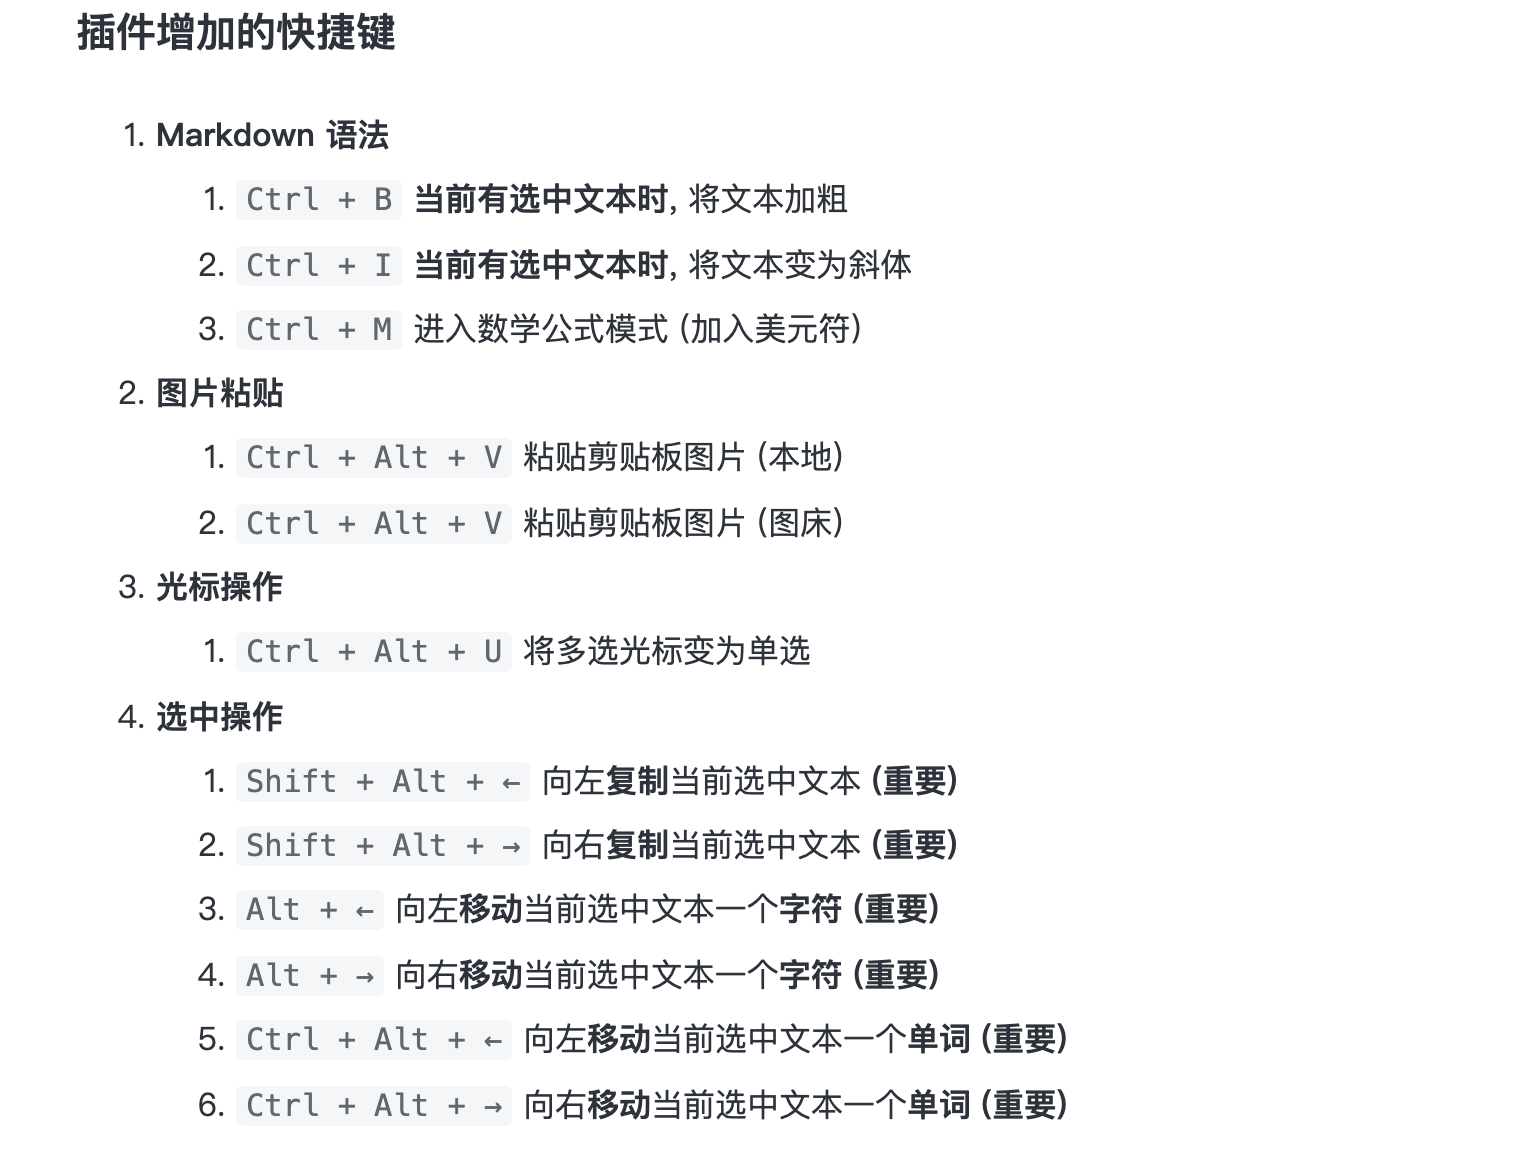 插件增加的快捷键
1. Markdown 语法
1. Ctrl + B 当前有选中文本时, 将文本加粗
2. Ctrl + I 当前有选中文本时, 将文本变为斜体
3. Ctrl + M 进入数学公式模式 (加入美元符)
2. 图片粘贴
1. Ctrl + Alt + V 粘贴剪贴板图片 (本地)
2. Ctrl + Alt + V 粘贴剪贴板图片 (图床)
3. 光标操作
1. Ctrl + Alt + U 将多选光标变为单选
4. 选中操作
1. Shift + Alt + ← 向左复制当前选中文本 (重要)
2. Shift + Alt + → 向右复制当前选中文本 (重要)
3. Alt + ← 向左移动当前选中文本一个字符 (重要)
4. Alt + → 向右移动当前选中文本一个字符 (重要)
5. Ctrl + Alt + ← 向左移动当前选中文本一个单词 (重要)
6. Ctrl + Alt + → 向右移动当前选中文本一个单词 (重要)